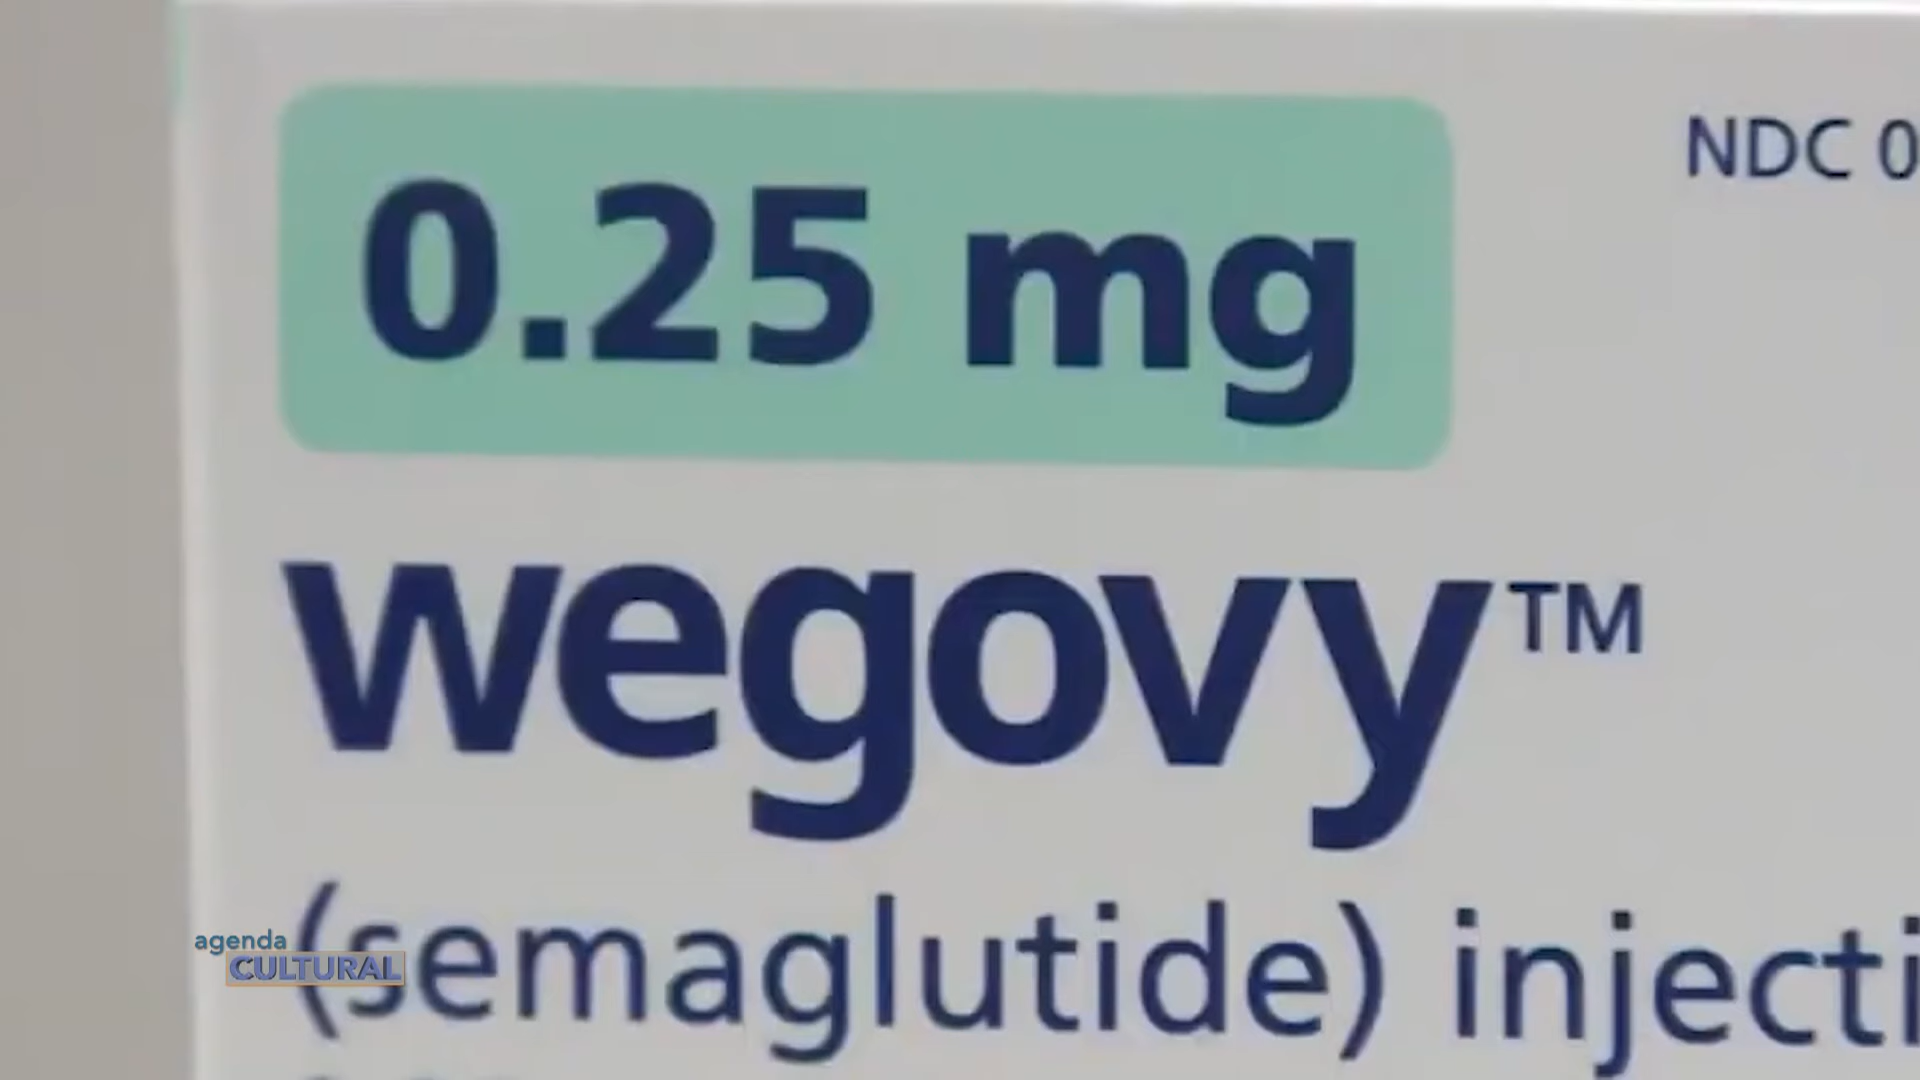 0.25 mg
NDC 0
wegovy™
(semaglutide) injecti
agenda
CULTURAL